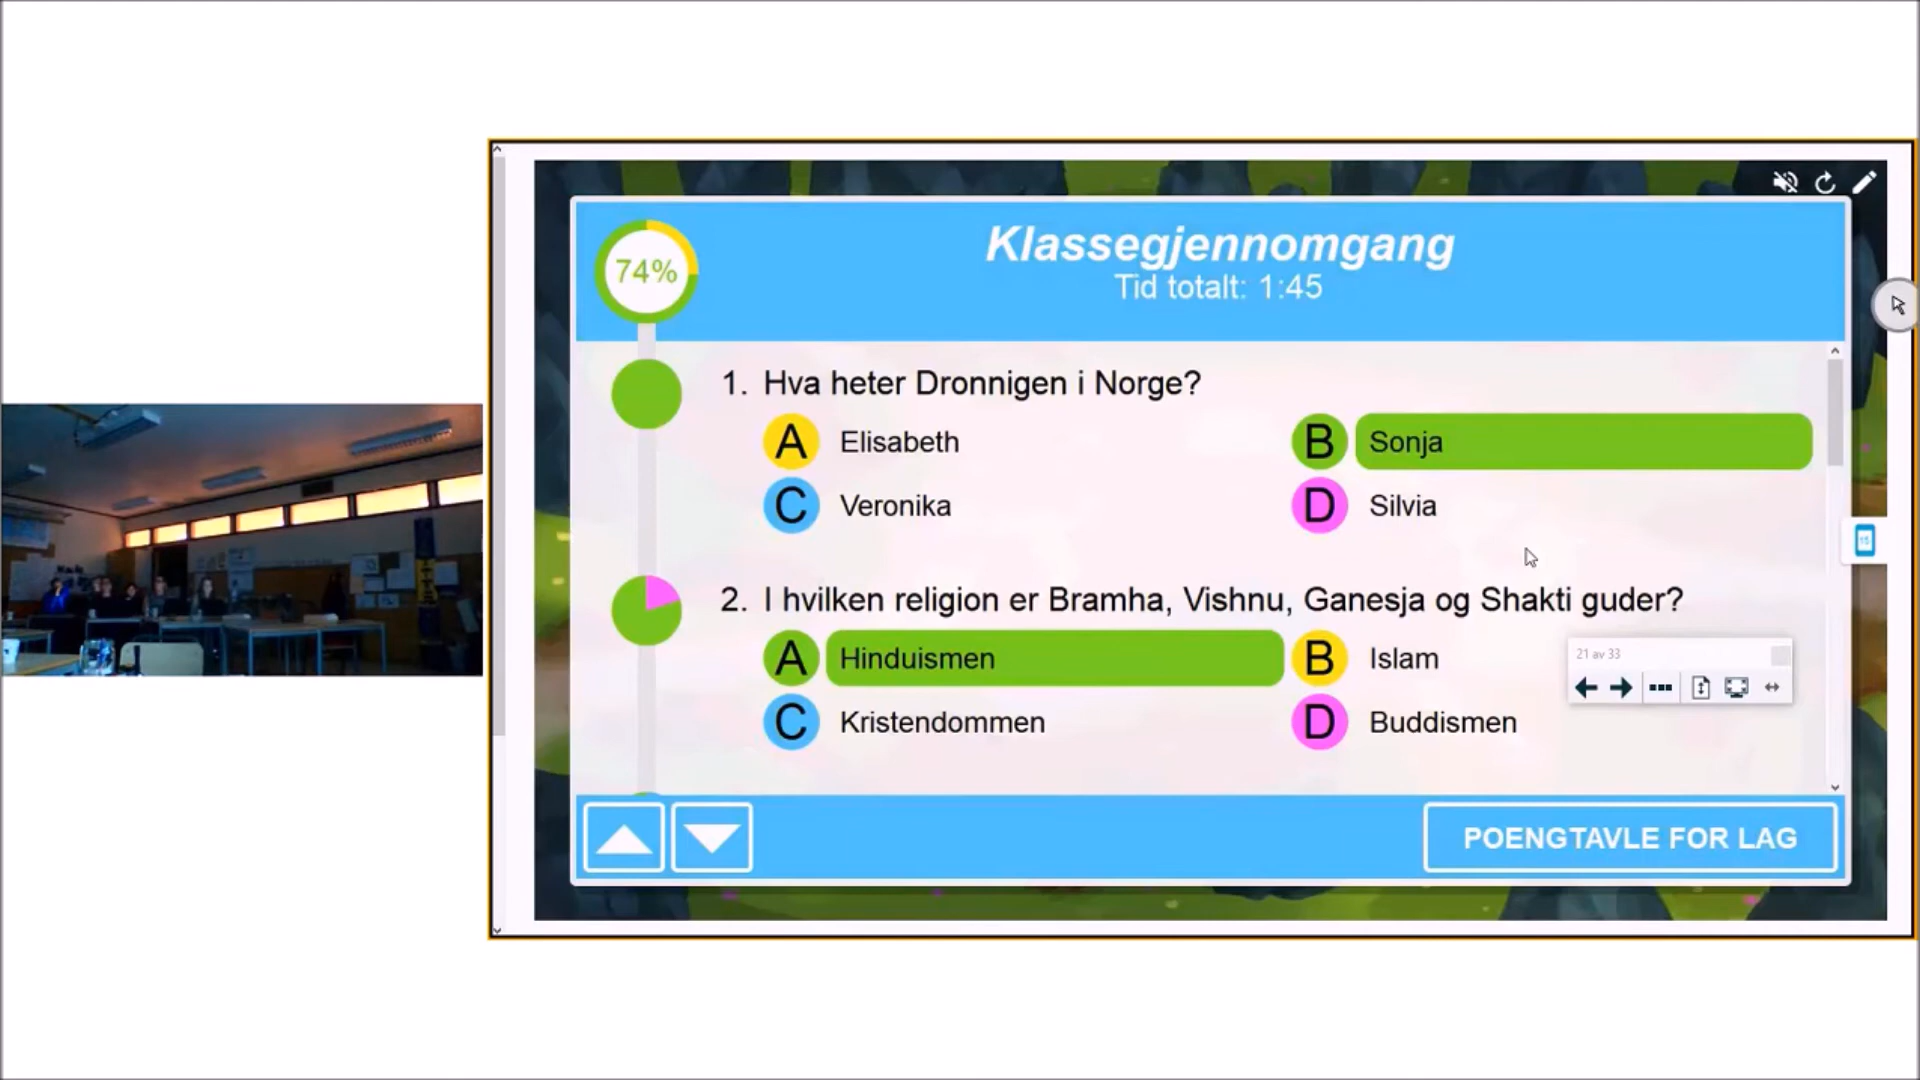 74%
Klassegjennomgang
Tid totalt: 1:45
1. Hva heter Dronnigen i Norge?
A Elisabeth
B Sonja
C Veronika
D Silvia
2. I hvilken religion er Bramha, Vishnu, Ganesja og Shakti guder?
A Hinduismen
B Islam
C Kristendommen
D Buddismen
21 av 33
15
POENGTAVLE FOR LAG